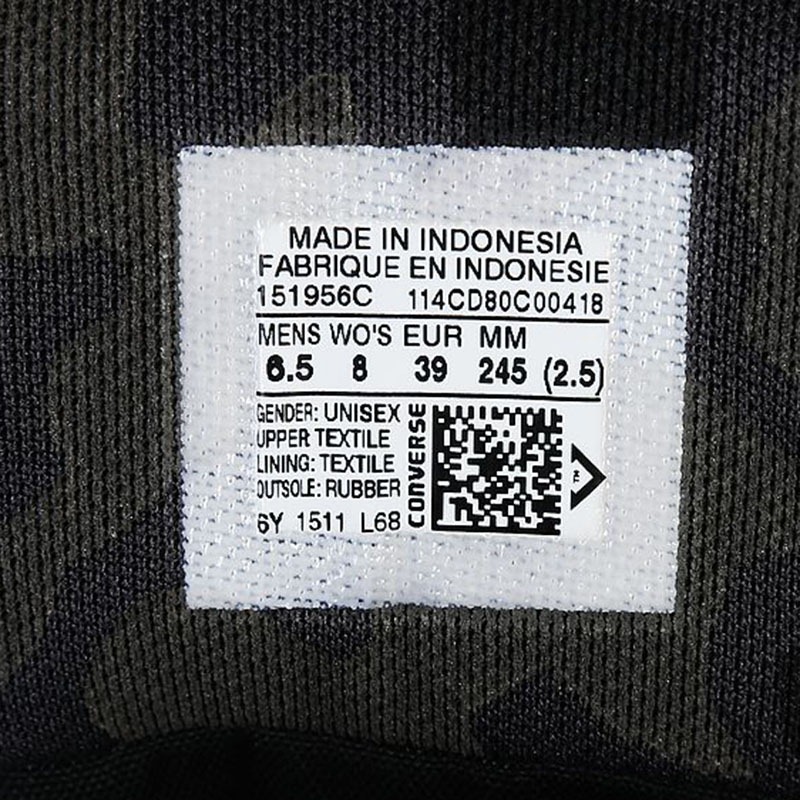 MADE IN INDONESIA
FABRIQUE EN INDONESIE
151956C 114CD80C00418
MENS WO'S EUR MM
6.5 8 39 245 (2.5)
GENDER: UNISEX
UPPER TEXTILE
LINING: TEXTILE
OUTSOLE: RUBBER
6Y 1511 L68
CONVERSE